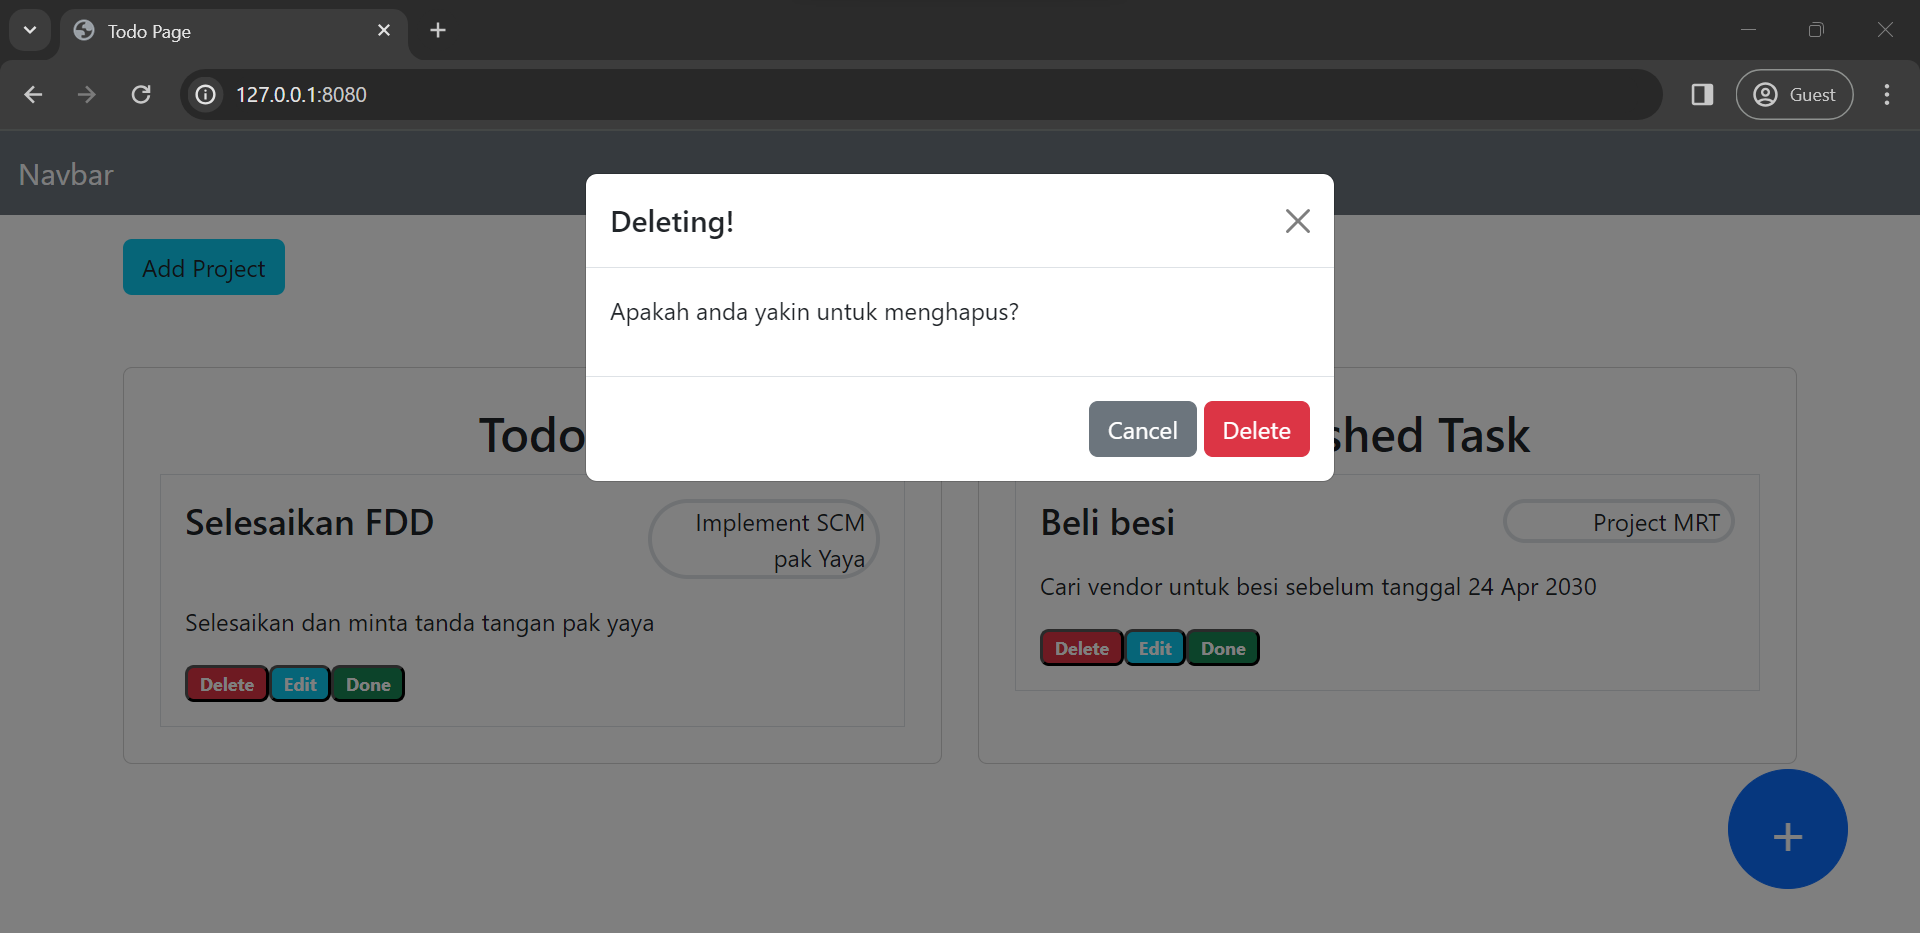 Todo Page
127.0.0.1:8080
Guest
Navbar
Deleting!
Add Project
Apakah anda yakin untuk menghapus?
Cancel
Delete
Todo
shed Task
Selesaikan FDD
Implement SCM
pak Yaya
Selesaikan dan minta tanda tangan pak yaya
Delete
Edit
Done
Beli besi
Project MRT
Cari vendor untuk besi sebelum tanggal 24 Apr 2030
Delete
Edit
Done
+